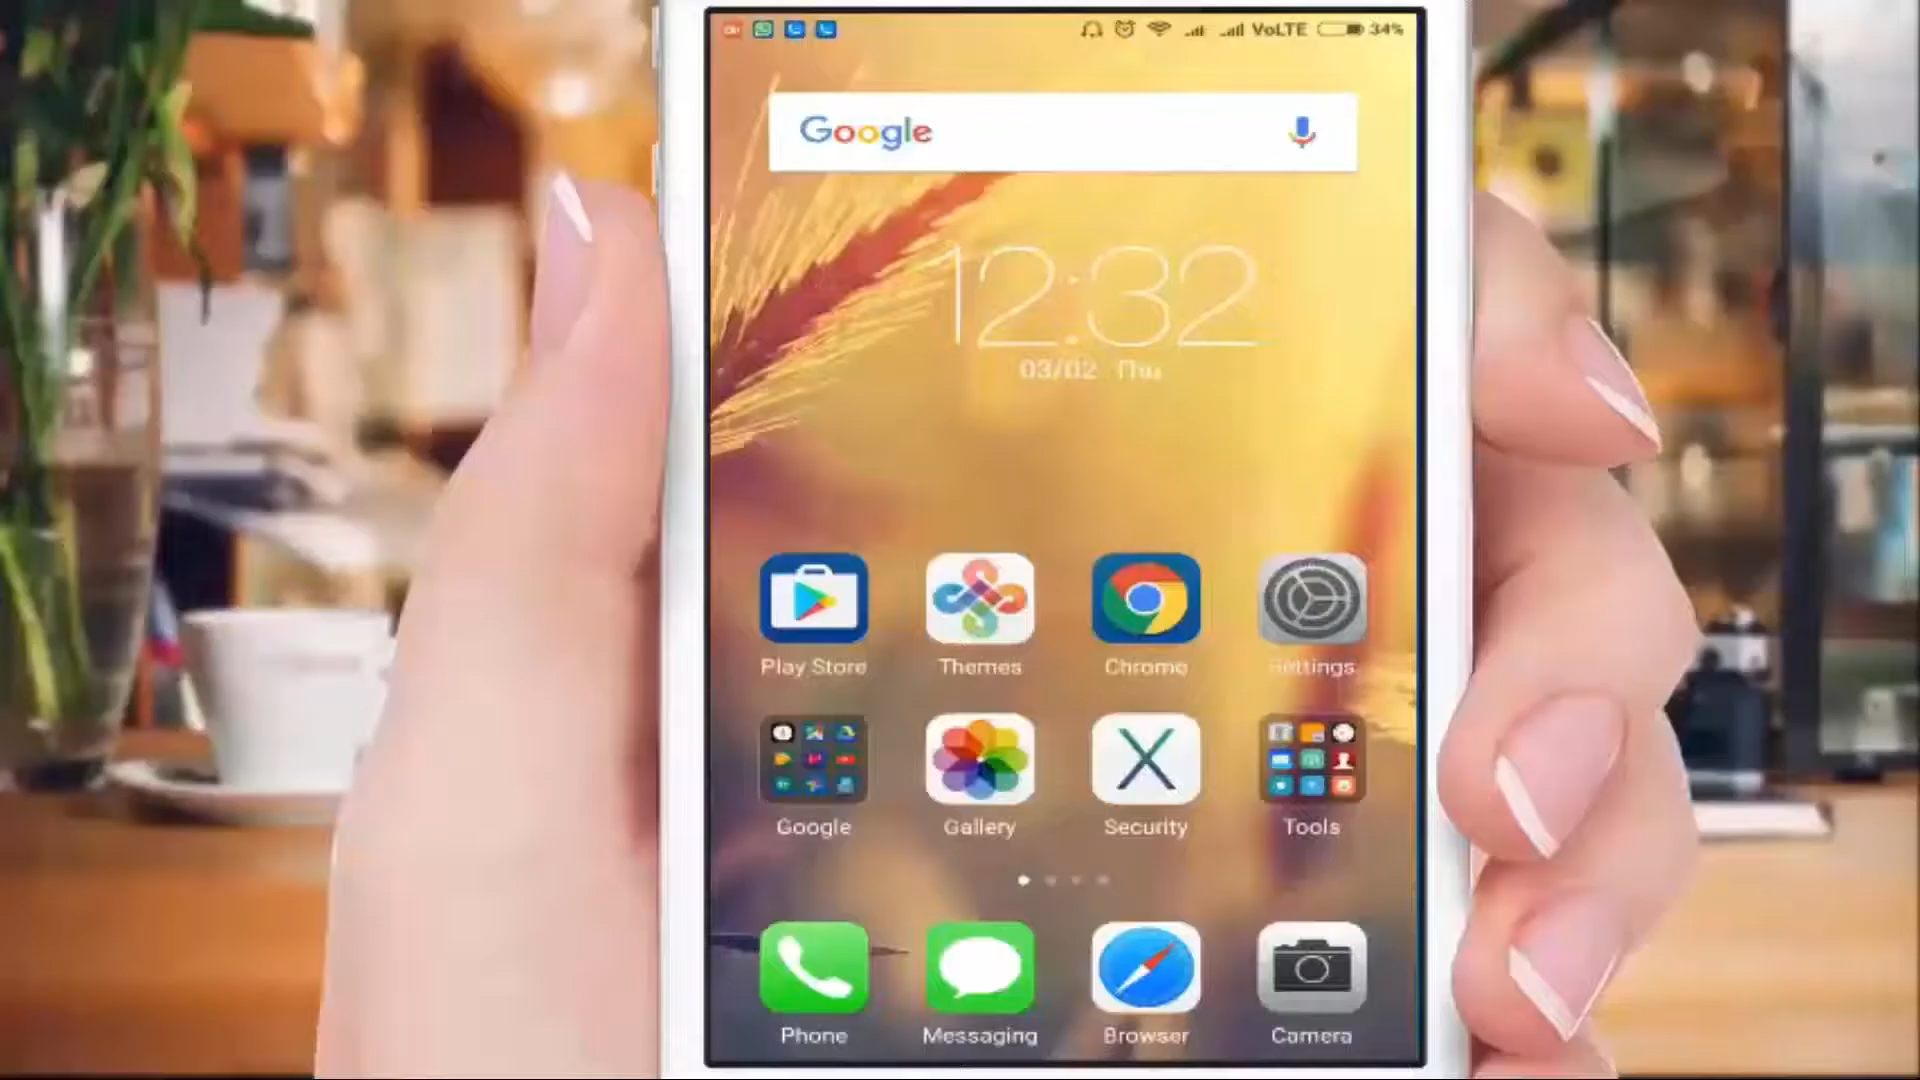 VoLTE 34%
Google
12:32
03/02 Thu
Play Store Themes Chrome Settings
Google Gallery Security Tools
Phone Messaging Browser Camera